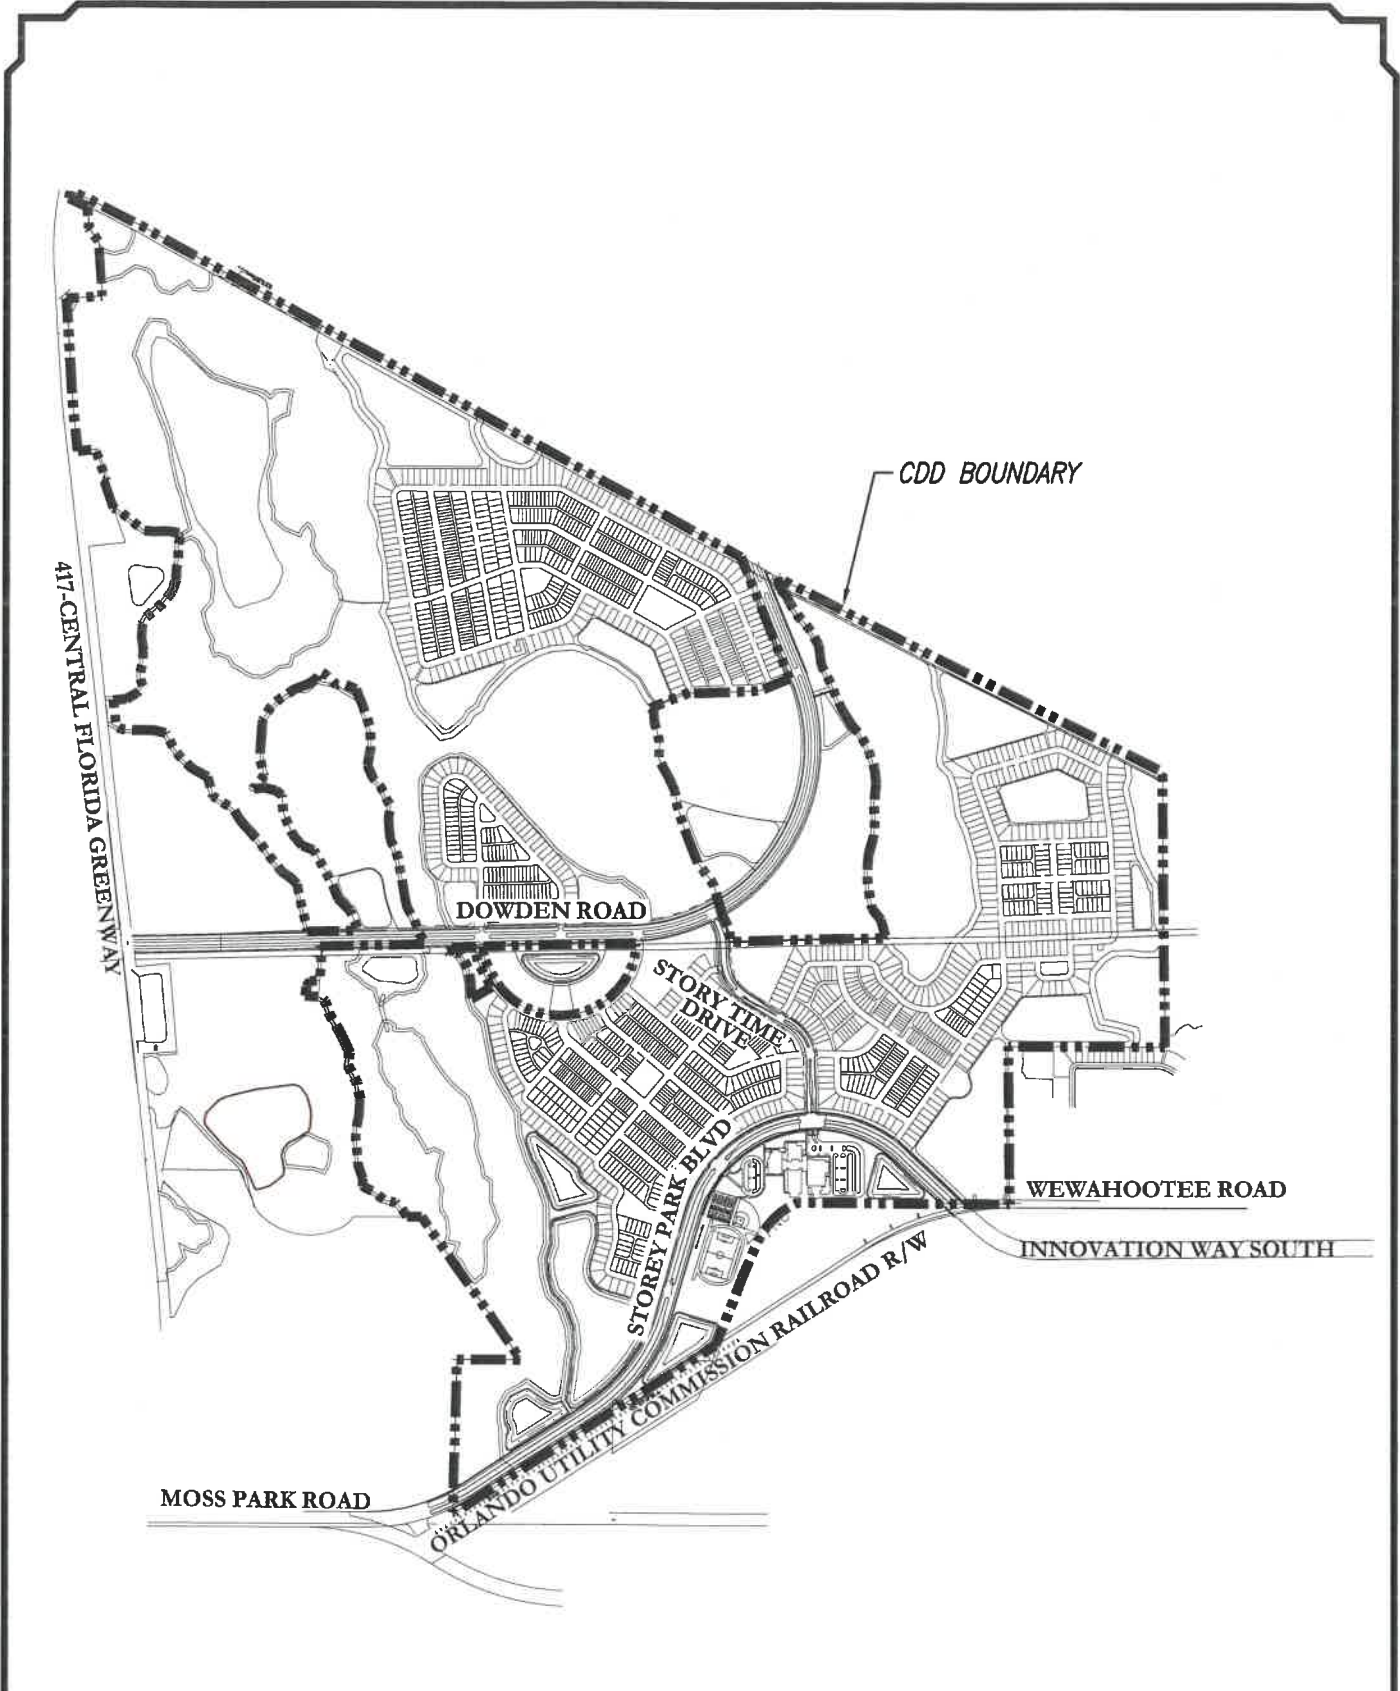 CDD BOUNDARY
417-CENTRAL FLORIDA GREENWAY
DOWDEN ROAD
STORY TIME
DRIVE
STOREY PARK BLVD
WEWAHOOTEE ROAD
INNOVATION WAY SOUTH
ORLANDO UTILITY COMMISSION RAILROAD R/W
MOSS PARK ROAD